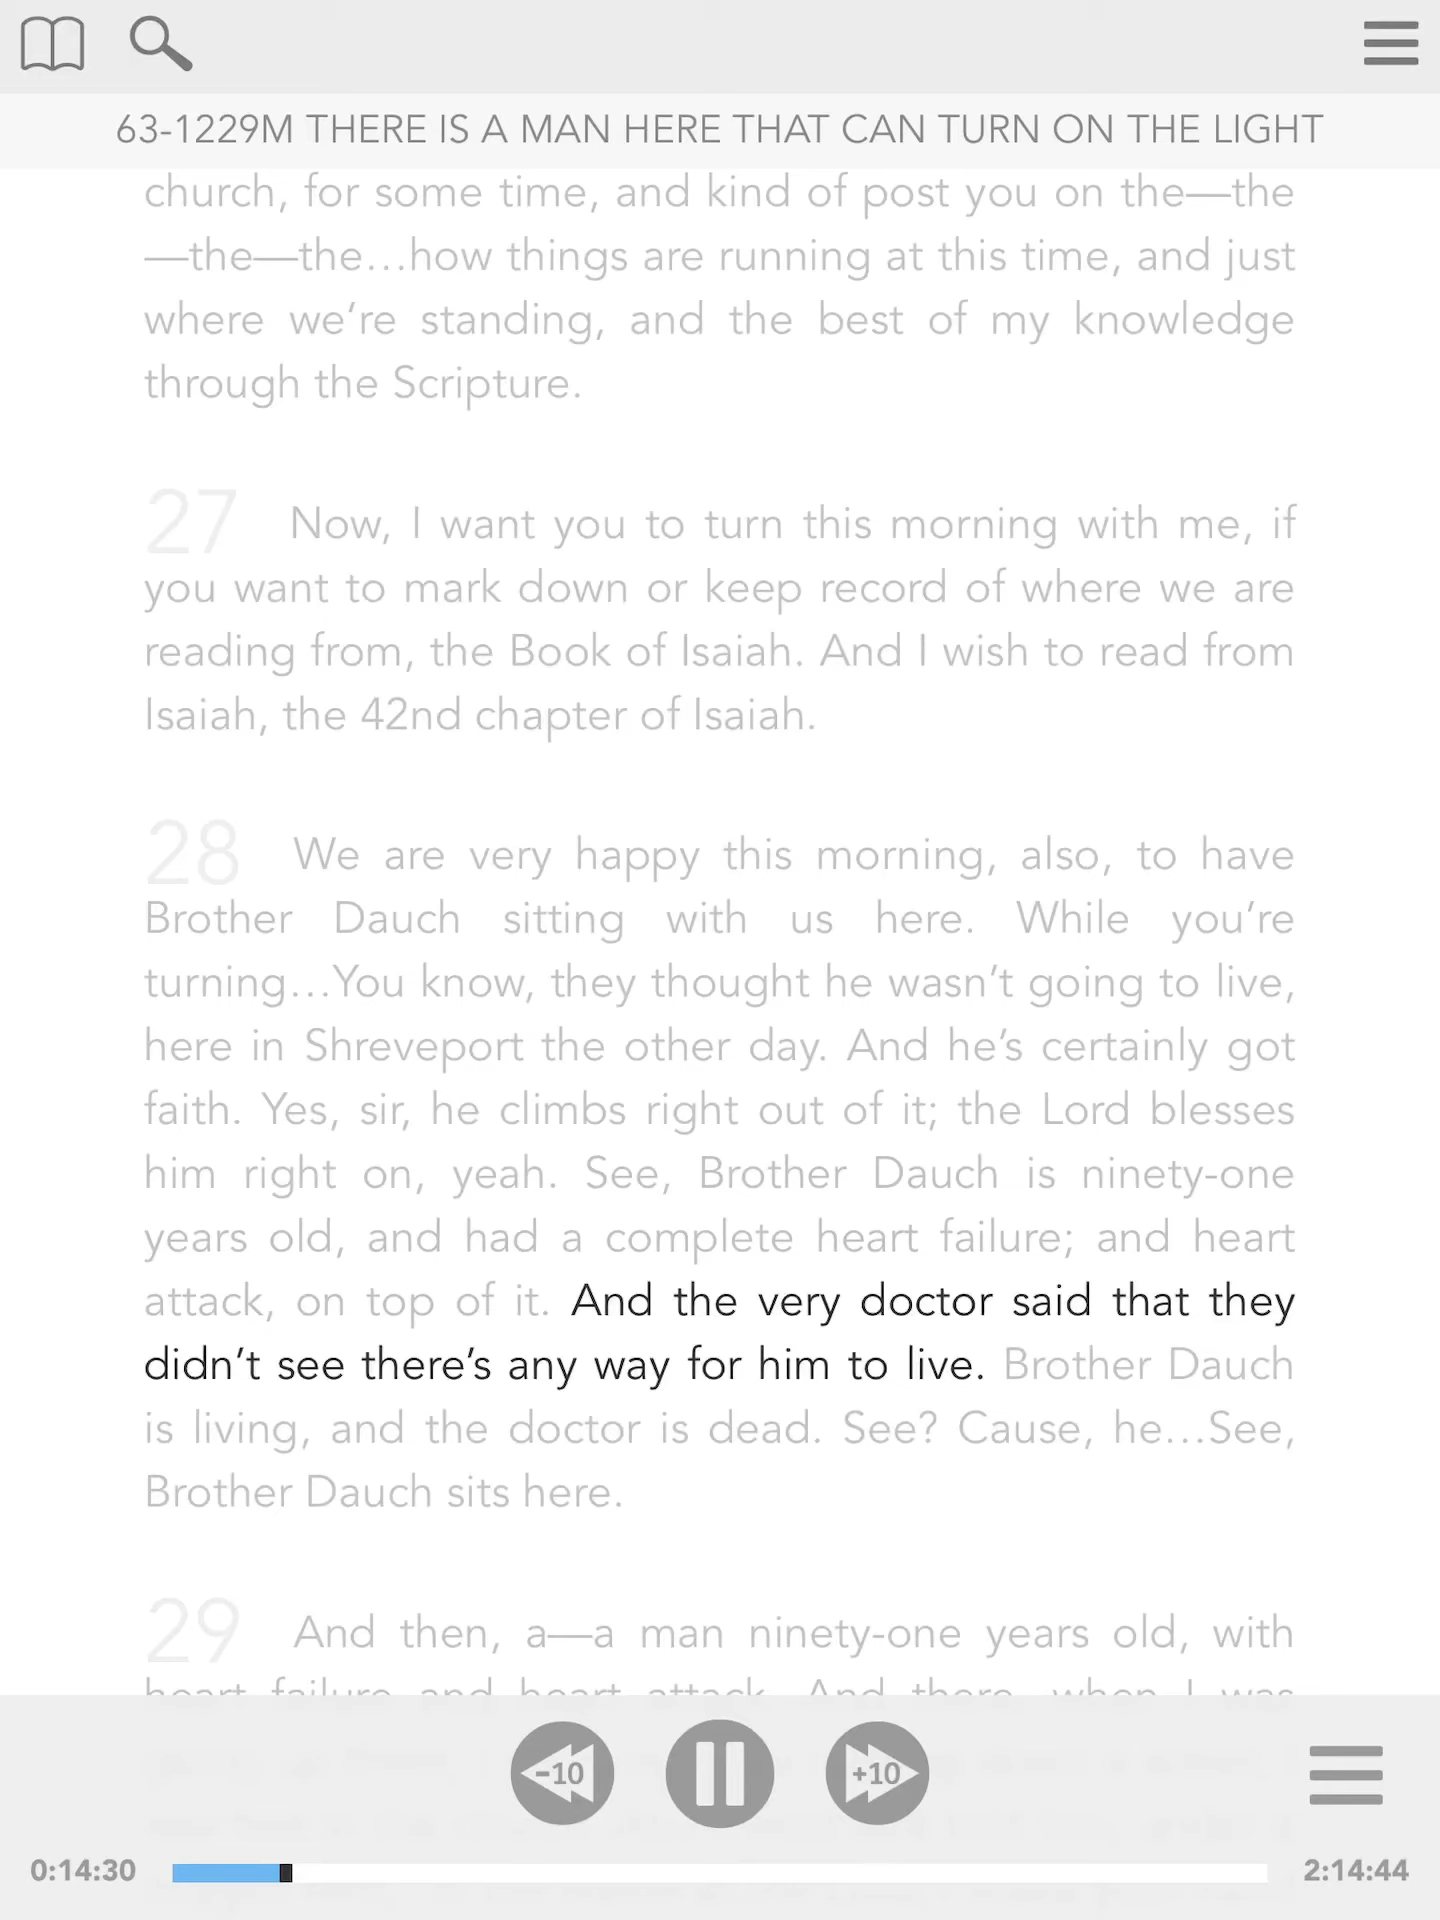 63-1229M THERE IS A MAN HERE THAT CAN TURN ON THE LIGHT
church, for some time, and kind of post you on the—the
—the—the…how things are running at this time, and just
where we’re standing, and the best of my knowledge
through the Scripture.
27 Now, I want you to turn this morning with me, if
you want to mark down or keep record of where we are
reading from, the Book of Isaiah. And I wish to read from
Isaiah, the 42nd chapter of Isaiah.
28 We are very happy this morning, also, to have
Brother Dauch sitting with us here. While you’re
turning…You know, they thought he wasn’t going to live,
here in Shreveport the other day. And he’s certainly got
faith. Yes, sir, he climbs right out of it; the Lord blesses
him right on, yeah. See, Brother Dauch is ninety-one
years old, and had a complete heart failure; and heart
attack, on top of it. And the very doctor said that they
didn’t see there’s any way for him to live. Brother Dauch
is living, and the doctor is dead. See? Cause, he…See,
Brother Dauch sits here.
29 And then, a—a man ninety-one years old, with
heart failure and heart attack. And there, when I was
-10 +10
0:14:30 2:14:44